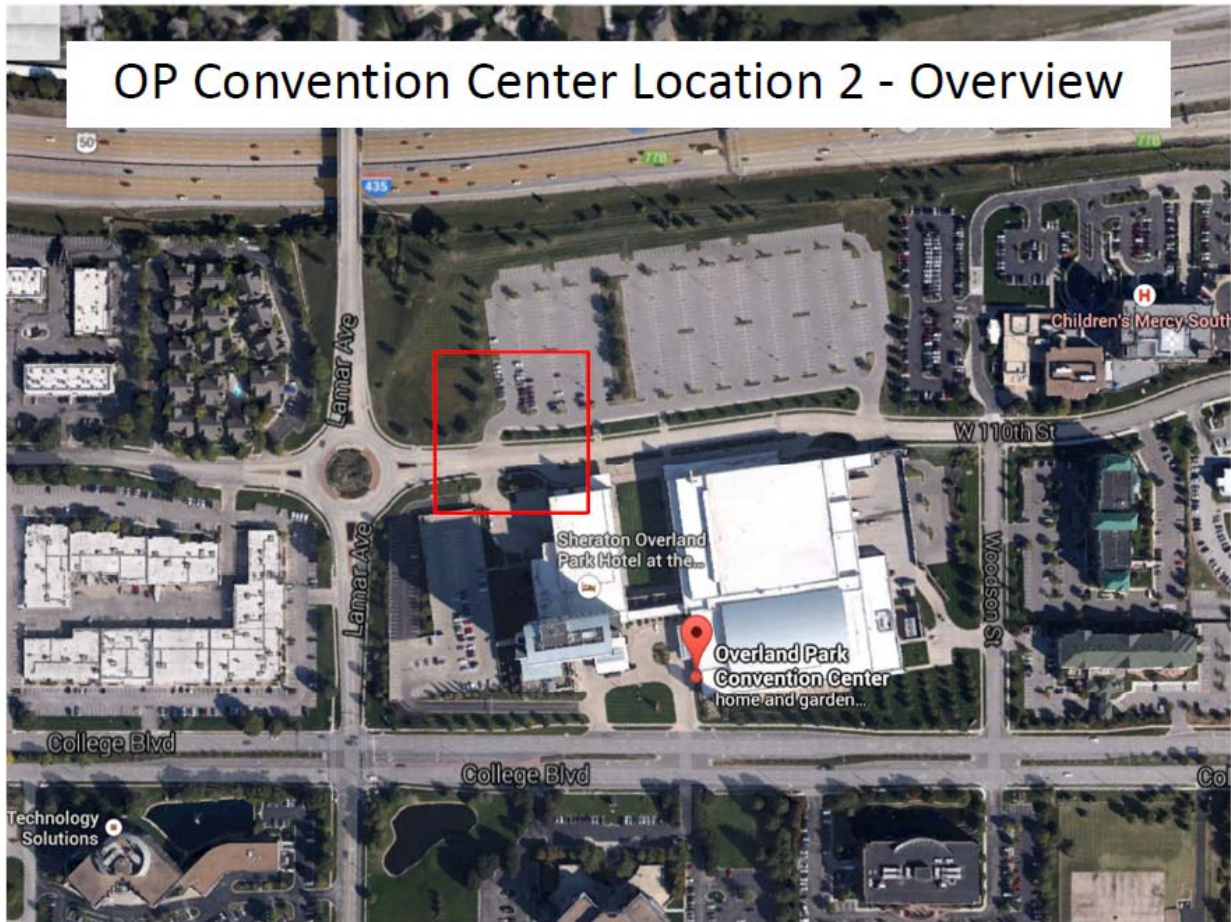 OP Convention Center Location 2 - Overview
50
77B
77B
435
Children's Mercy South
H
Lamar Ave
W 110th St
Sheraton Overland
Park Hotel at the...
Lamar Ave
Woodson St
Overland Park
Convention Center
home and garden...
College Blvd
College Blvd
Col
Technology
Solutions